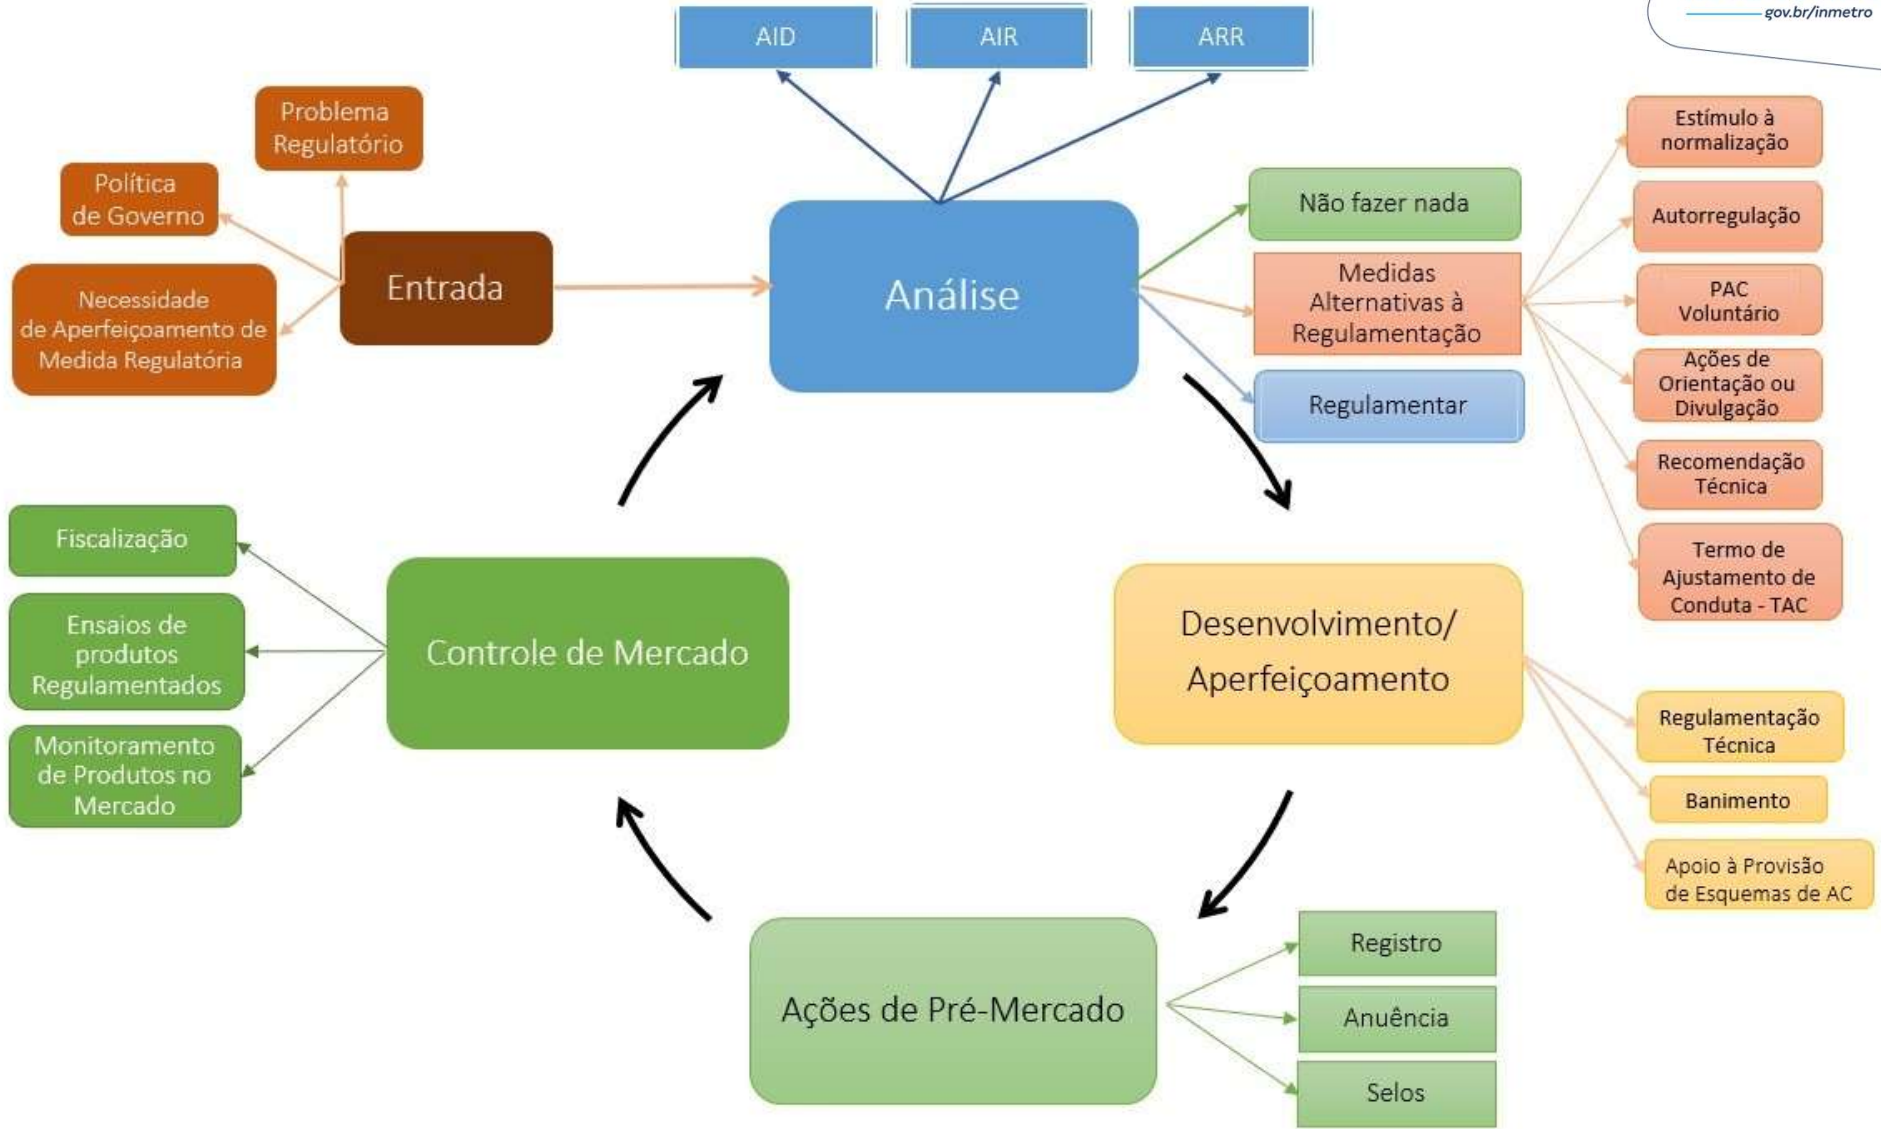 gov.br/inmetro
AID
AIR
ARR
Problema
Regulatório
Política
de Governo
Necessidade
de Aperfeiçoamento de
Medida Regulatória
Entrada
Análise
Não fazer nada
Medidas
Alternativas à
Regulamentação
Regulamentar
Estímulo à
normalização
Autorregulação
PAC
Voluntário
Ações de
Orientação ou
Divulgação
Recomendação
Técnica
Termo de
Ajustamento de
Conduta - TAC
Desenvolvimento/
Aperfeiçoamento
Regulamentação
Técnica
Banimento
Apoio à Provisão
de Esquemas de AC
Ações de Pré-Mercado
Registro
Anuência
Selos
Controle de Mercado
Fiscalização
Ensaios de
produtos
Regulamentados
Monitoramento
de Produtos no
Mercado